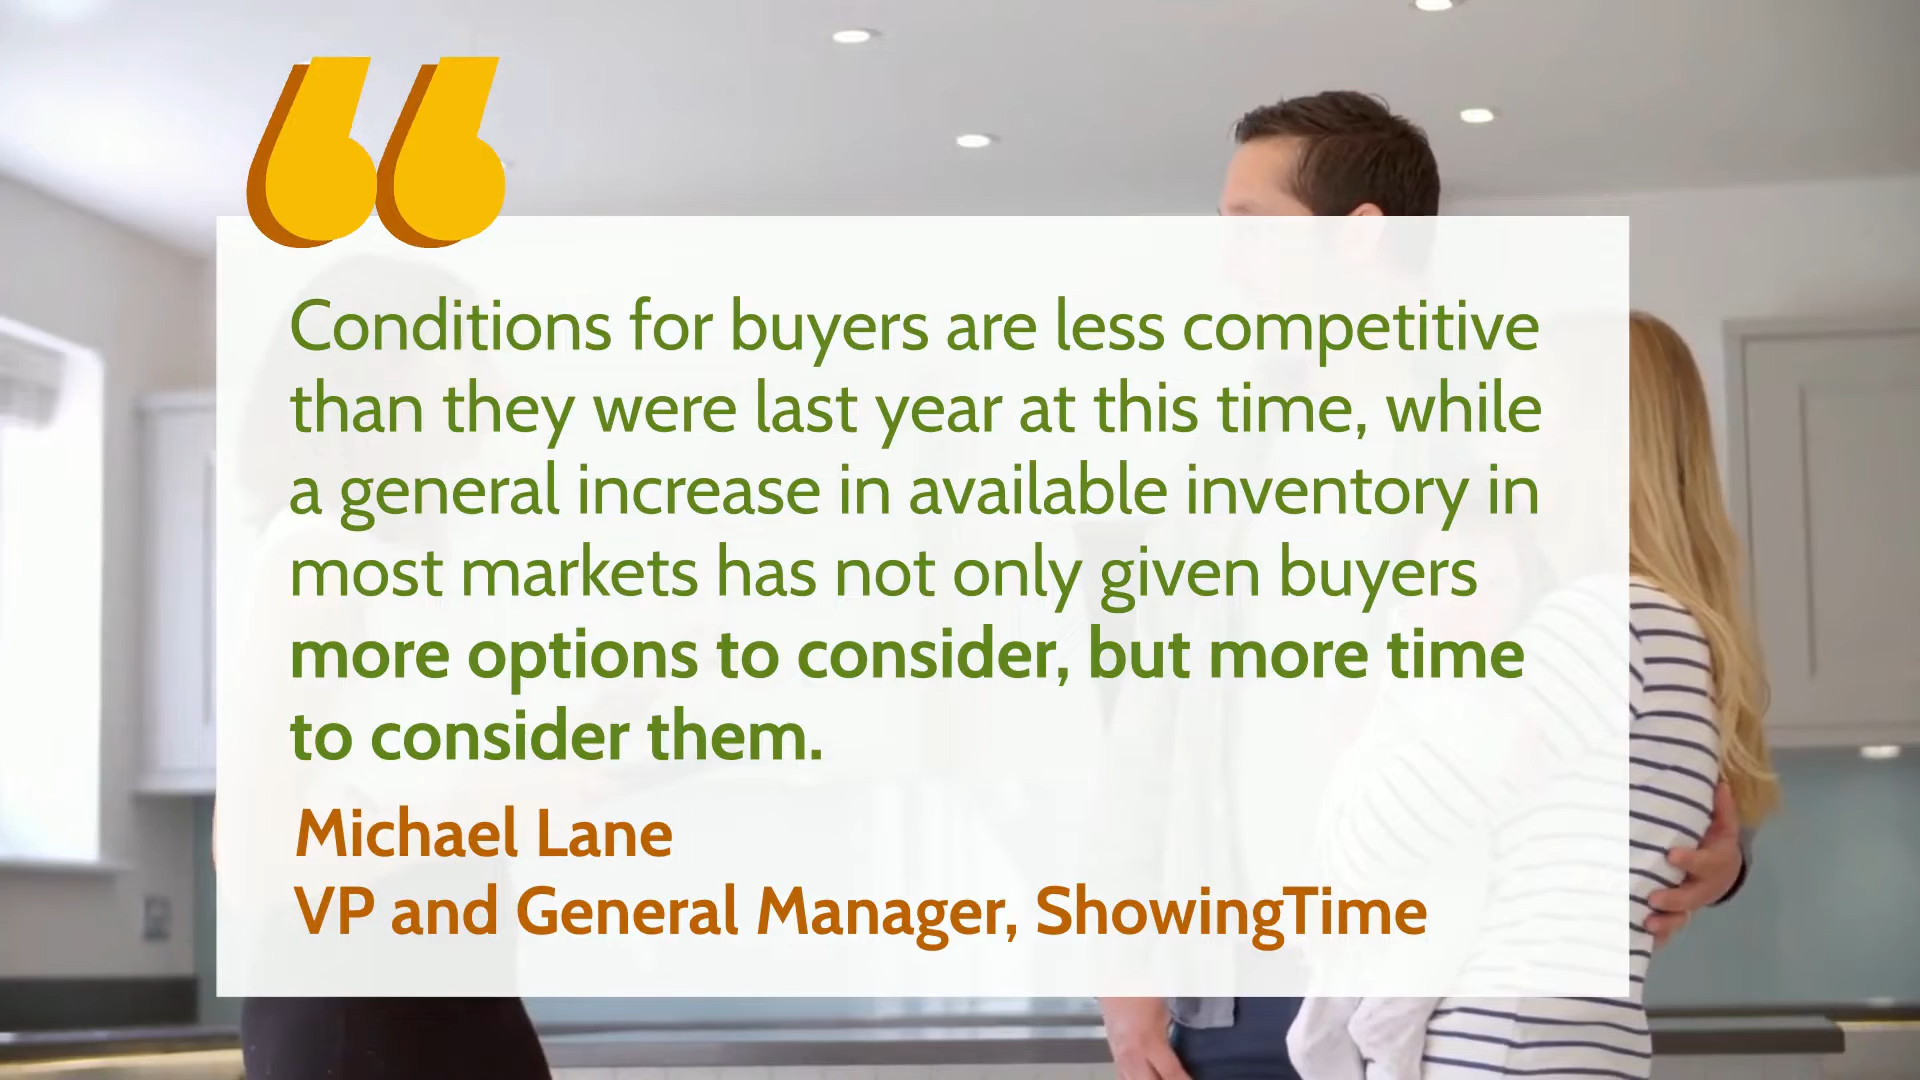 Conditions for buyers are less competitive
than they were last year at this time, while
a general increase in available inventory in
most markets has not only given buyers
more options to consider, but more time
to consider them.
Michael Lane
VP and General Manager, ShowingTime